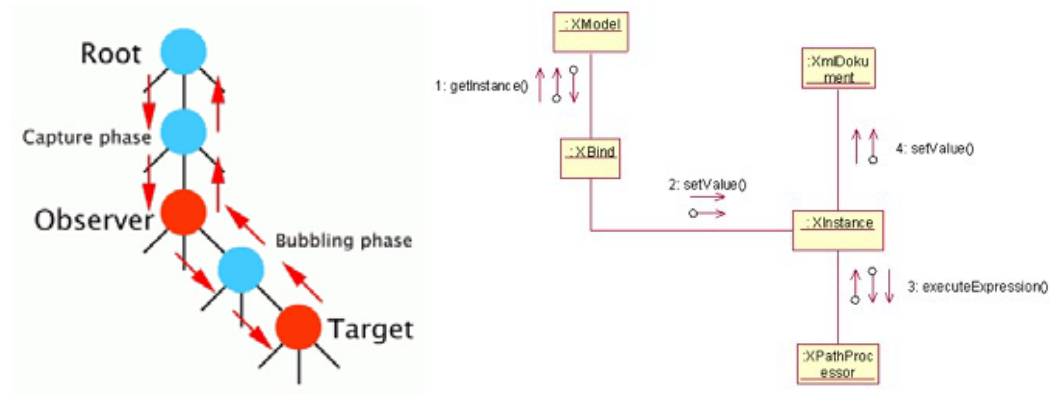 Root
Capture phase
Observer
Bubbling phase
Target
: XModel
1: getInstance()
: XBind
2: setValue()
:XmlDoku
ment
4: setValue()
: XInstance
3: executeExpression()
:XPathProc
essor